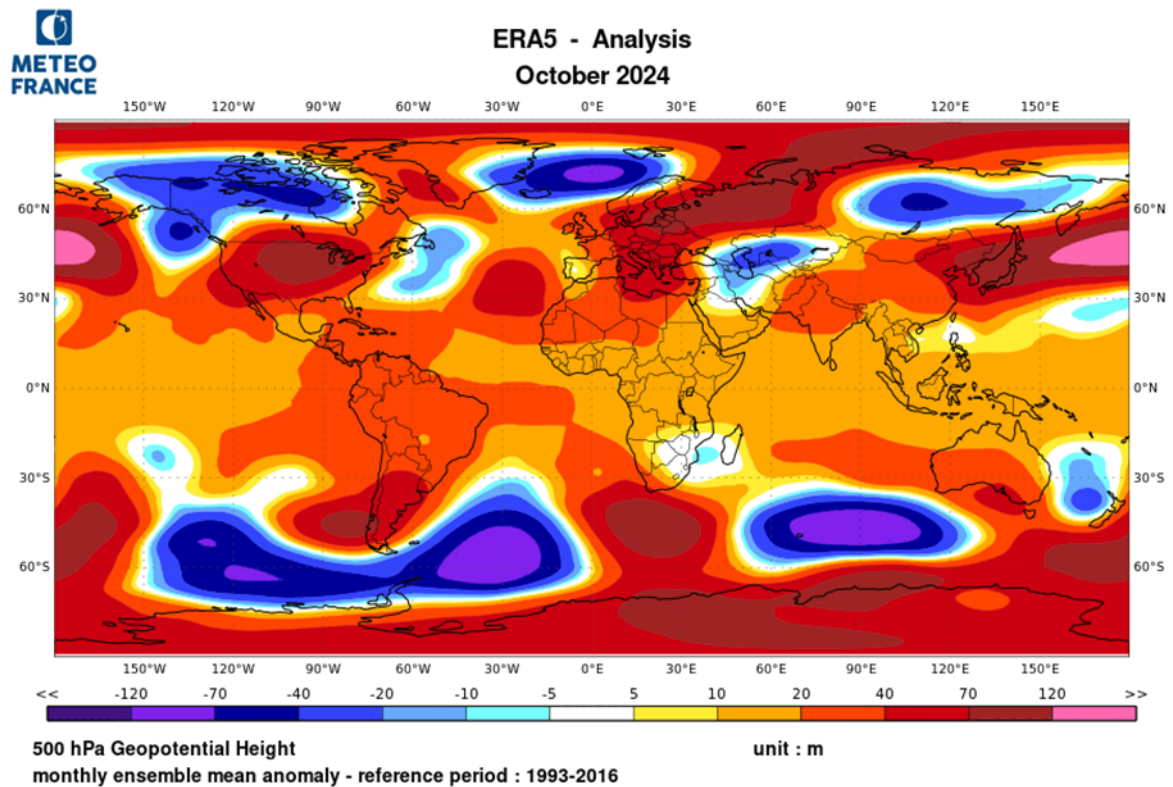 METEO
FRANCE
ERA5 - Analysis
October 2024
150°W 120°W 90°W 60°W 30°W 0°E 30°E 60°E 90°E 120°E 150°E
60°N 60°N
30°N 30°N
0°N 0°N
30°S 30°S
60°S 60°S
150°W 120°W 90°W 60°W 30°W 0°E 30°E 60°E 90°E 120°E 150°E
<< -120 -70 -40 -20 -10 -5 5 10 20 40 70 120 >>
500 hPa Geopotential Height unit : m
monthly ensemble mean anomaly - reference period : 1993-2016